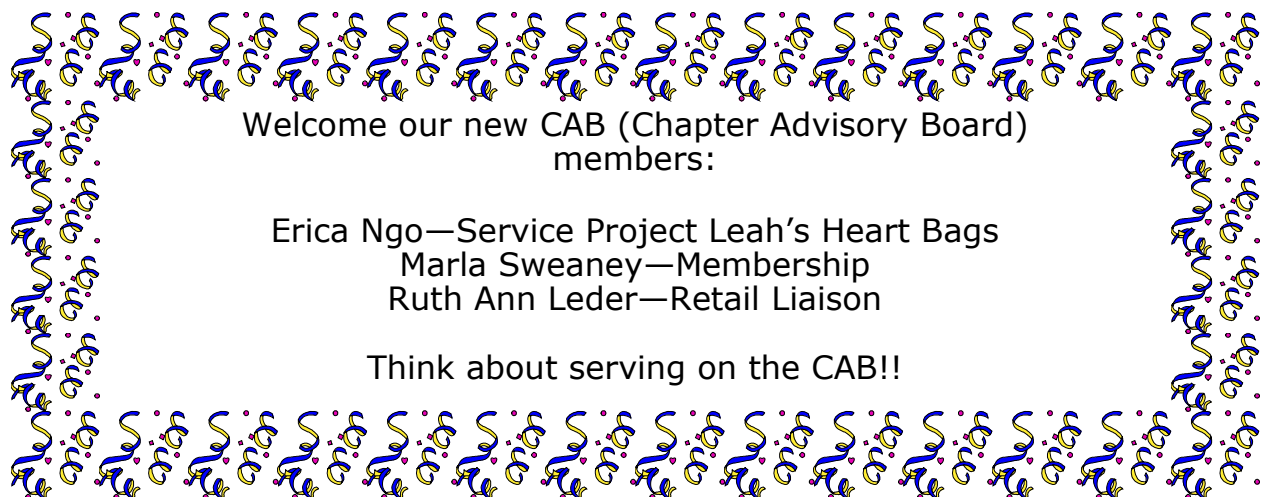 Welcome our new CAB (Chapter Advisory Board)
members:
Erica Ngo—Service Project Leah’s Heart Bags
Marla Sweaney—Membership
Ruth Ann Leder—Retail Liaison
Think about serving on the CAB!!